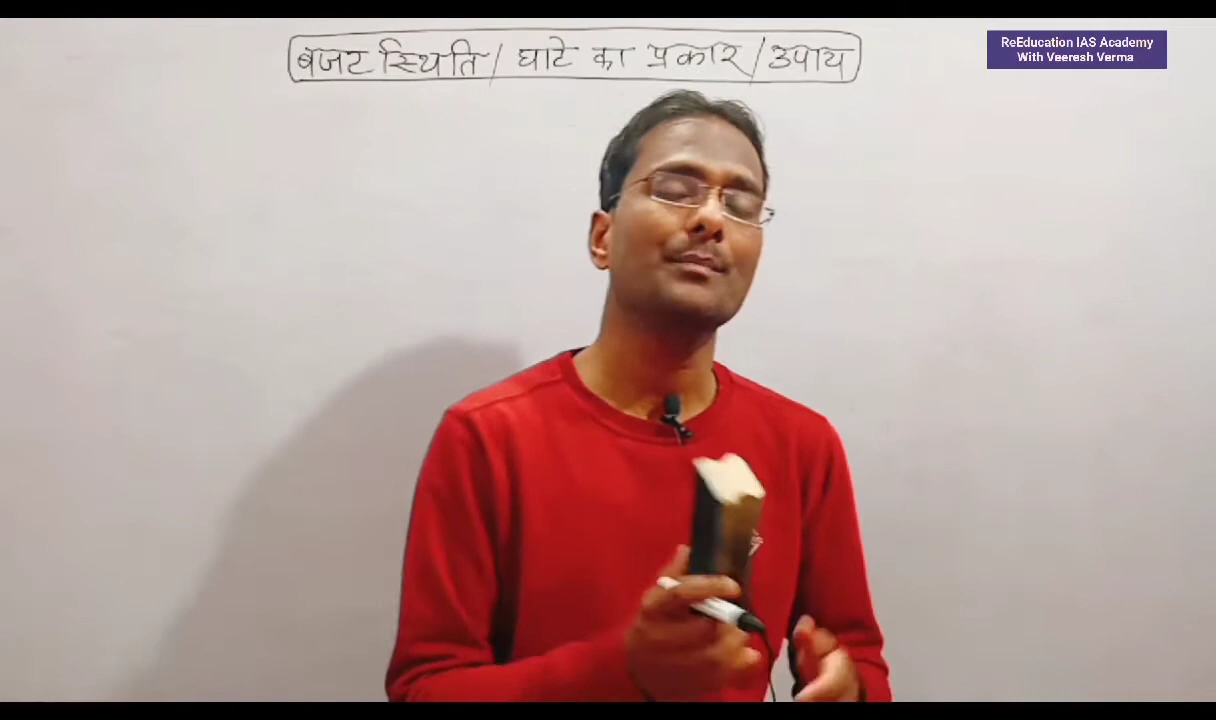 बजट स्थिति / घाटे का प्रकार / उपाय
ReEducation IAS Academy
With Veeresh Verma